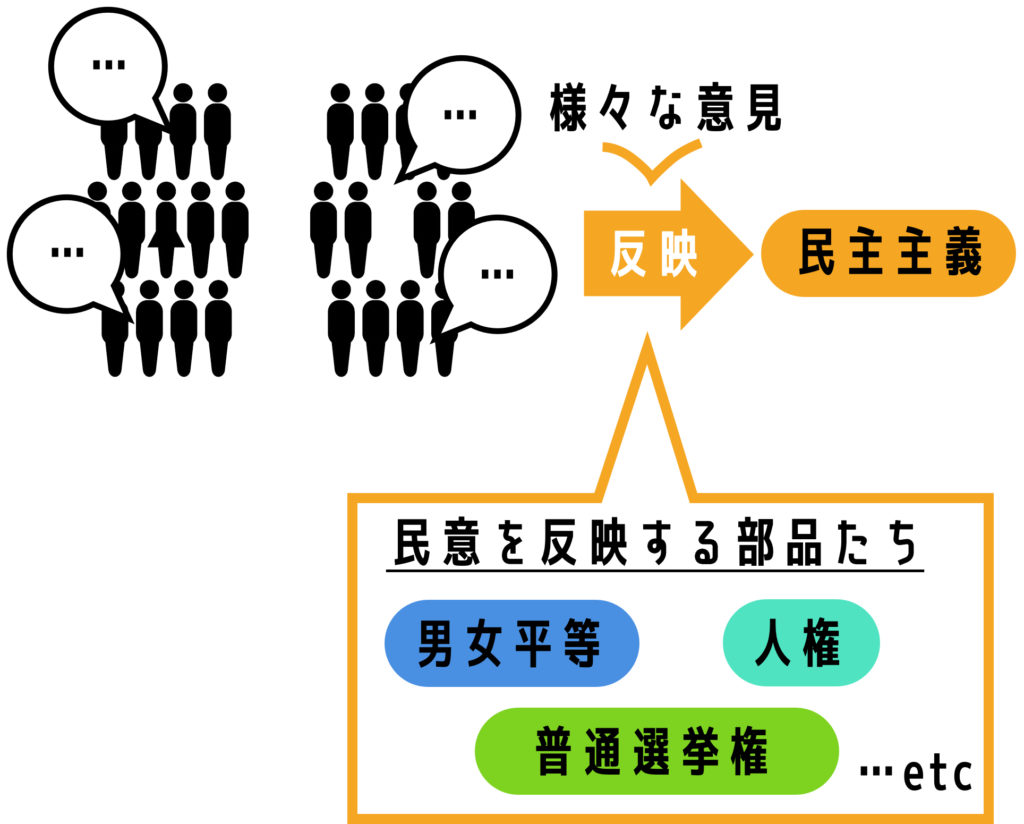 …
…
…
…
様々な意見
反映
民主主義
民意を反映する部品たち
男女平等
人権
普通選挙権
…etc